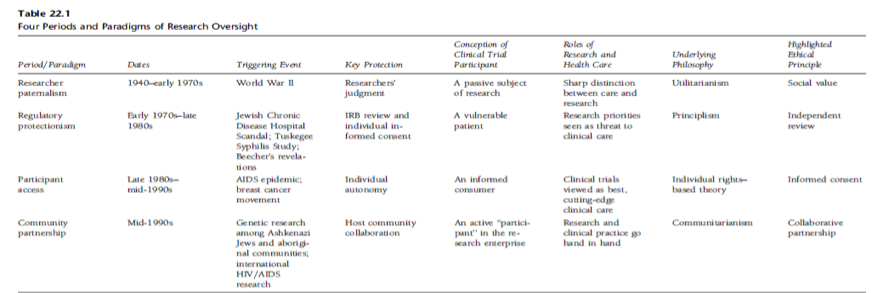 Table 22.1
Four Periods and Paradigms of Research Oversight
Period/Paradigm Dates Triggering Event Key Protection Conception of Clinical Trial Participant Roles of Research and Health Care Underlying Philosophy Highlighted Ethical Principle
Researcher paternalism 1940–early 1970s World War II Researchers' judgment A passive subject of research Sharp distinction between care and research Utilitarianism Social value
Regulatory protectionism Early 1970s–late 1980s Jewish Chronic Disease Hospital Scandal; Tuskegee Syphilis Study; Beecher's revela-tions IRB review and individual in-formed consent A vulnerable patient Research priorities seen as threat to clinical care Principlism Independent review
Participant access Late 1980s–mid-1990s AIDS epidemic; breast cancer movement Individual autonomy An informed consumer Clinical trials viewed as best, cutting-edge clinical care Individual rights–based theory Informed consent
Community partnership Mid-1990s Genetic research among Ashkenazi Jews and aborigi-nal communities; international HIV/AIDS research Host community collaboration An active "partici-pant" in the re-search enterprise Research and clinical practice go hand in hand Communitarianism Collaborative partnership